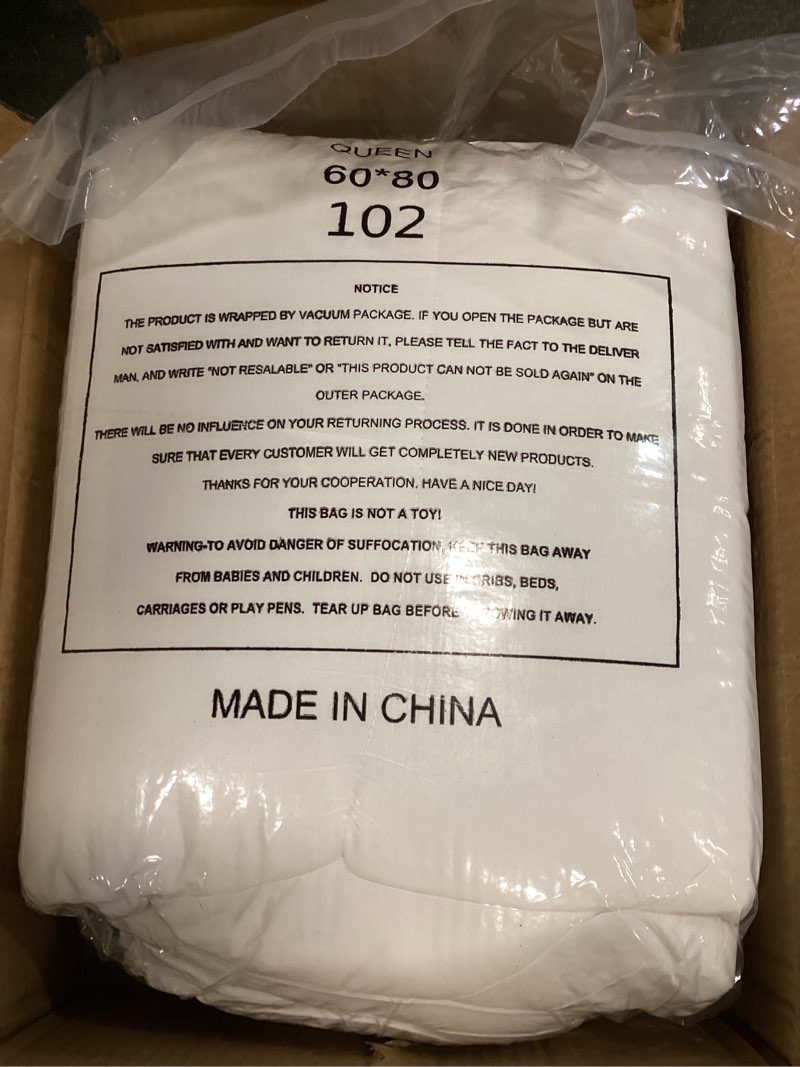 QUEEN
60*80
102
NOTICE
THE PRODUCT IS WRAPPED BY VACUUM PACKAGE. IF YOU OPEN THE PACKAGE BUT ARE
NOT SATISFIED WITH AND WANT TO RETURN IT, PLEASE TELL THE FACT TO THE DELIVER
MAN, AND WRITE "NOT RESALABLE" OR "THIS PRODUCT CAN NOT BE SOLD AGAIN" ON THE
OUTER PACKAGE.
THERE WILL BE NO INFLUENCE ON YOUR RETURNING PROCESS. IT IS DONE IN ORDER TO MAKE
SURE THAT EVERY CUSTOMER WILL GET COMPLETELY NEW PRODUCTS.
THANKS FOR YOUR COOPERATION. HAVE A NICE DAY!
THIS BAG IS NOT A TOY!
WARNING-TO AVOID DANGER OF SUFFOCATION, KEEP THIS BAG AWAY
FROM BABIES AND CHILDREN. DO NOT USE IN CRIBS, BEDS,
CARRIAGES OR PLAY PENS. TEAR UP BAG BEFORE IT AWAY.
MADE IN CHINA